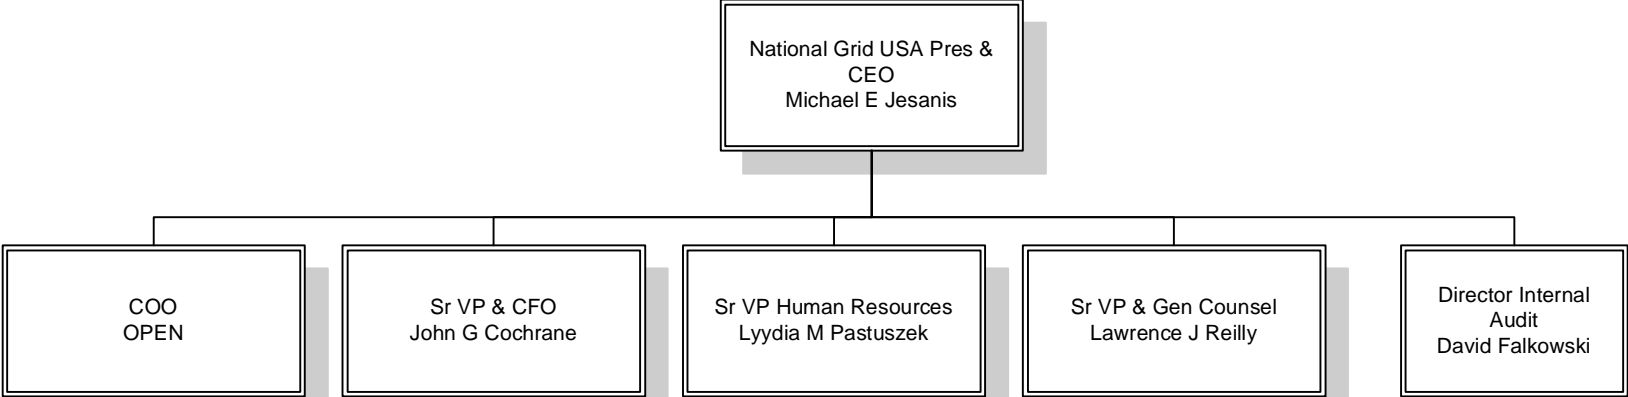 National Grid USA Pres &
CEO
Michael E Jesanis
COO
OPEN
Sr VP & CFO
John G Cochrane
Sr VP Human Resources
Lyydia M Pastuszek
Sr VP & Gen Counsel
Lawrence J Reilly
Director Internal
Audit
David Falkowski